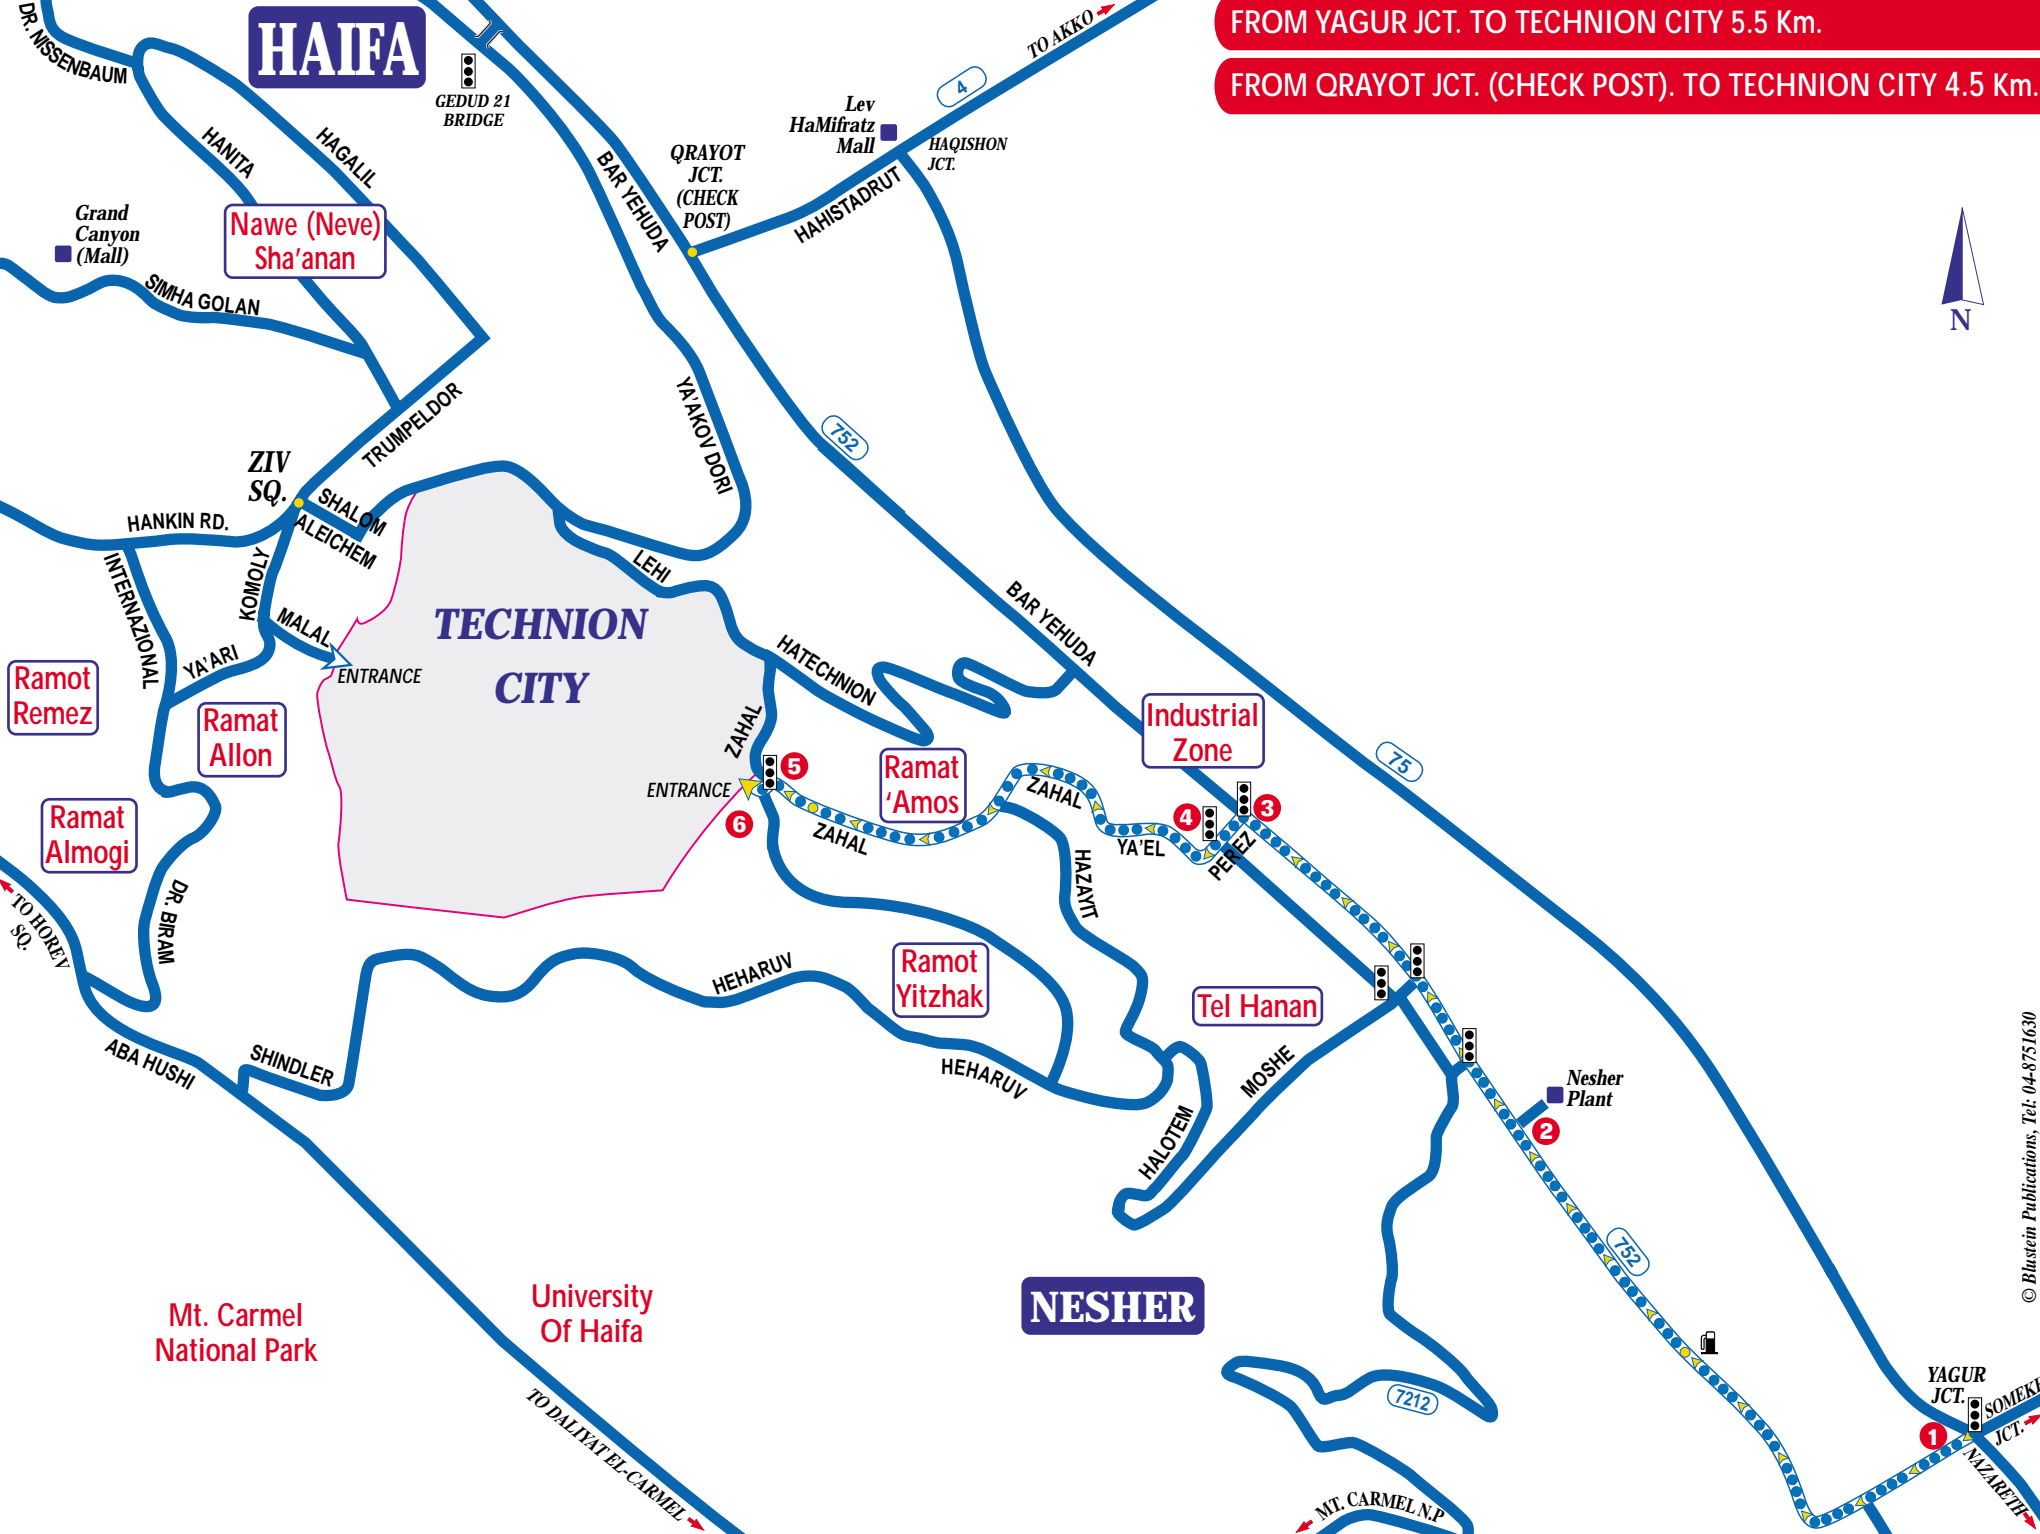 FROM YAGUR JCT. TO TECHNION CITY 5.5 Km.
FROM QRAYOT JCT. (CHECK POST). TO TECHNION CITY 4.5 Km.
HAIFA
DR. NISSENBAUM
GEDUD 21
BRIDGE
TO AKKO
4
Lev
HaMifratz
Mall
HAQISHON
JCT.
HANITA
HAGALIL
BAR YEHUDA
QRAYOT
JCT.
(CHECK
POST)
HAHISTADRUT
Grand
Canyon
(Mall)
Nawe (Neve)
Sha'anan
SIMHA GOLAN
N
TRUMPELDOR
YA'AKOV DORI
752
ZIV
SQ.
SHALOM
ALEICHEM
HANKIN RD.
INTERNAZIONAL
KOMOLY
LEHI
MALAL
YA'ARI
ENTRANCE
TECHNION
CITY
BAR YEHUDA
HATECHNION
Ramot
Remez
Ramat
Allon
ZAHAL
Industrial
Zone
75
Ramat
'Amos
5
ENTRANCE
6
ZAHAL
ZAHAL
3
4
YA'EL
PEREZ
Ramat
Almogi
DR. BIRAM
HAZAYIT
TO HOREV
SQ.
HEHARUV
Ramot
Yitzhak
Tel Hanan
HEHARUV
ABA HUSHI
SHINDLER
MOSHE
HALOTEM
Nesher
Plant
2
© Blustein Publications, Tel: 04-8751630
752
NESHER
University
Of Haifa
Mt. Carmel
National Park
TO DALIYAT EL-CARMEL
7212
YAGUR
JCT.
1
SOMEKH
JCT.
NAZARETH
MT. CARMEL N.P